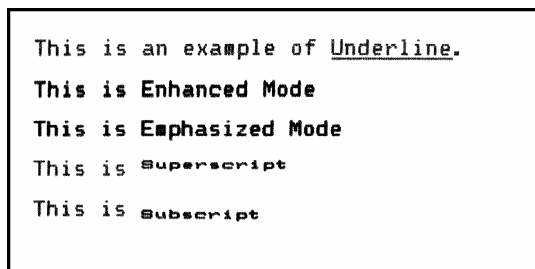 This is an example of Underline.
This is Enhanced Mode
This is Emphasized Mode
This is Superscript
This is Subscript